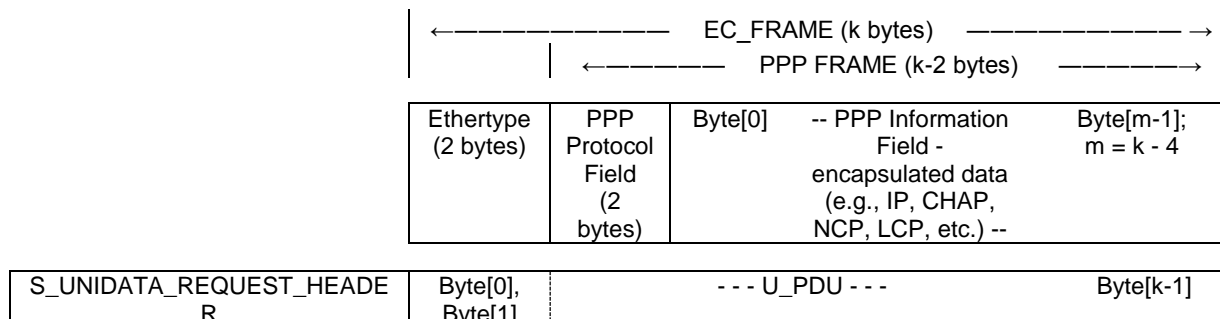 ←—————————— EC_FRAME (k bytes) ————————— →
←————— PPP FRAME (k-2 bytes) —————→
Ethertype PPP Byte[0] -- PPP Information Byte[m-1];
(2 bytes) Protocol Field - m = k - 4
Field encapsulated data
(2 (e.g., IP, CHAP,
bytes) NCP, LCP, etc.) --
S_UNIDATA_REQUEST_HEADE Byte[0], - - - U_PDU - - - Byte[k-1]
R Byte[1]